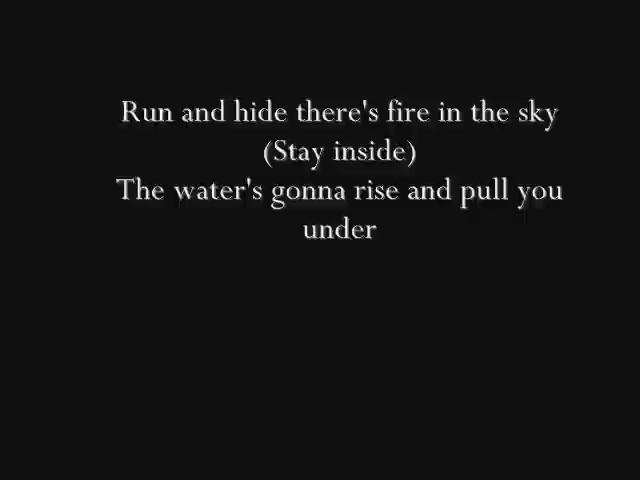 Run and hide there's fire in the sky
(Stay inside)
The water's gonna rise and pull you
under